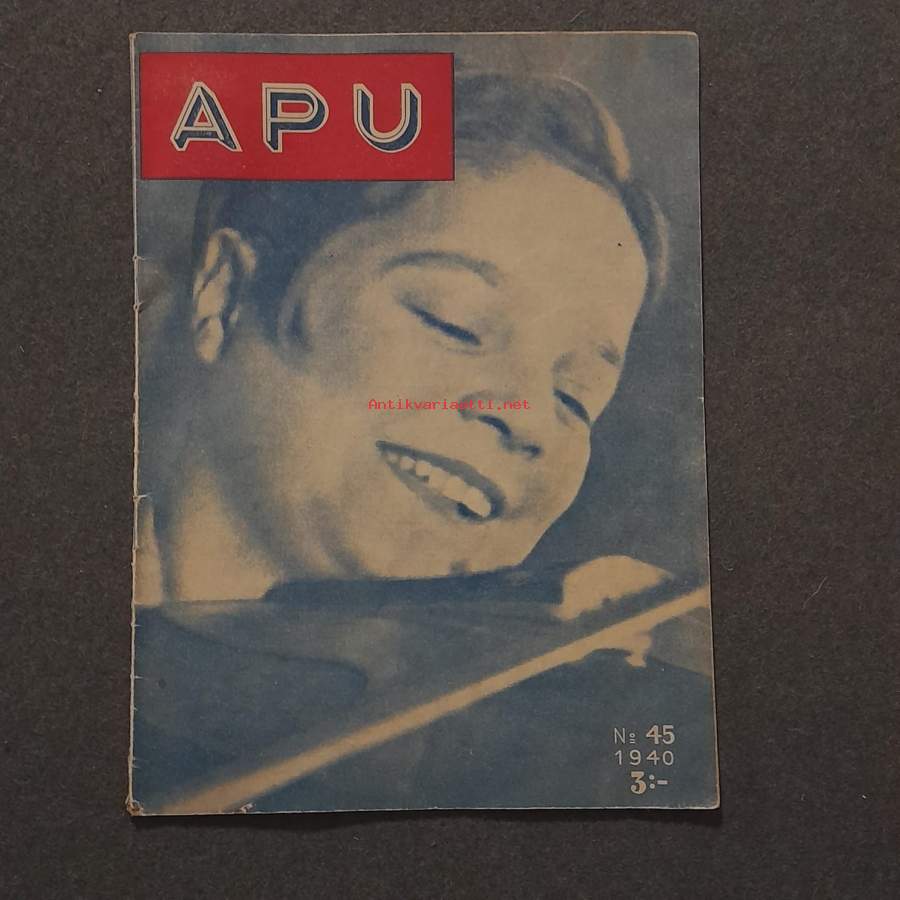 APU
Antikvariaatti.net
№ 45
1940
3:-